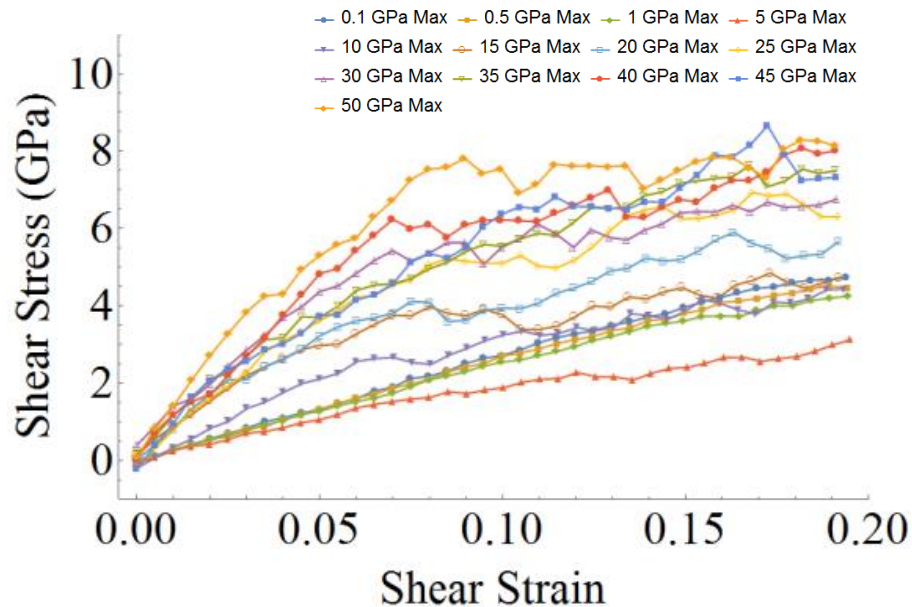 0.1 GPa Max 0.5 GPa Max 1 GPa Max 5 GPa Max
10 GPa Max 15 GPa Max 20 GPa Max 25 GPa Max
30 GPa Max 35 GPa Max 40 GPa Max 45 GPa Max
50 GPa Max
10
8
6
4
2
0
Shear Stress (GPa)
0.00 0.05 0.10 0.15 0.20
Shear Strain